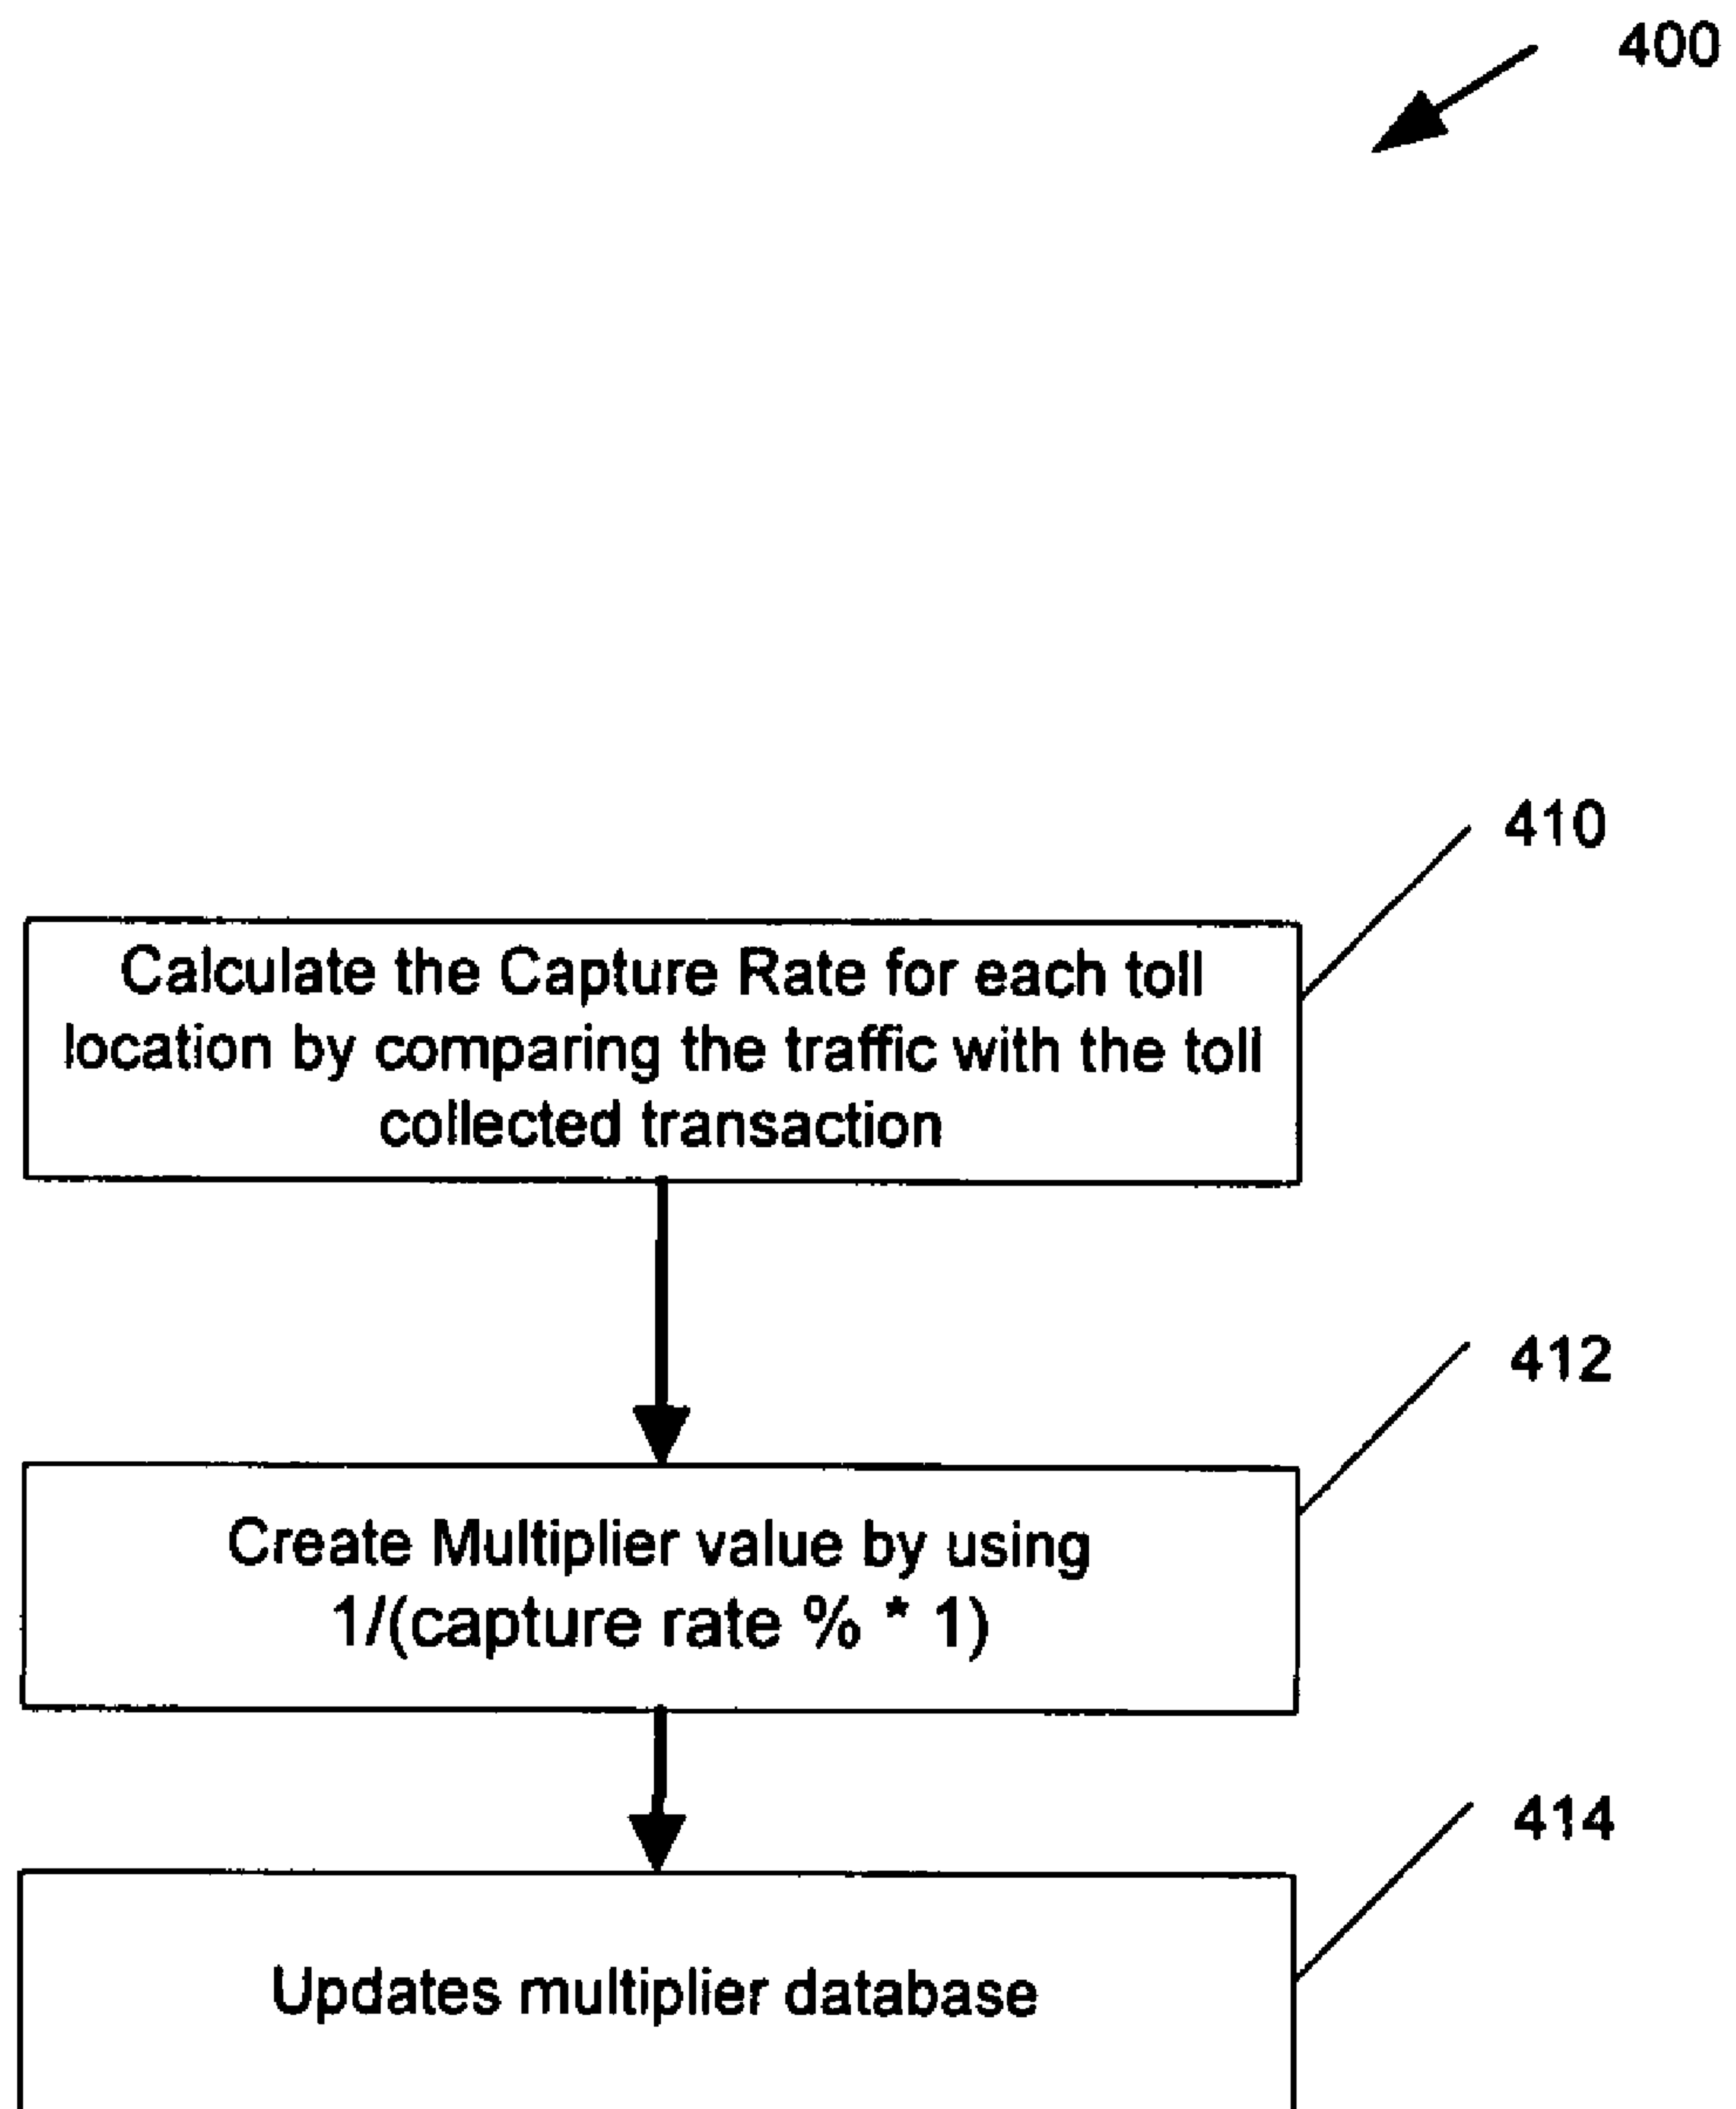 400
410
Calculate the Capture Rate for each toll
location by comparing the traffic with the toll
collected transaction
412
Create Multiplier value by using
1/(capture rate % * 1)
414
Updates multiplier database